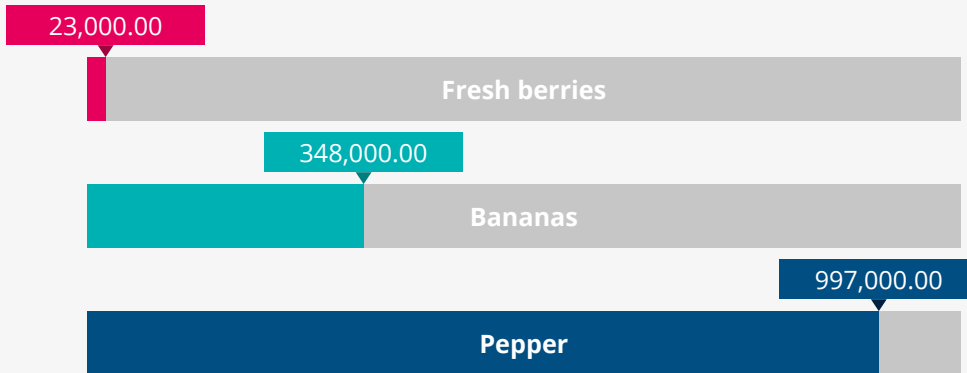 23,000.00
Fresh berries
348,000.00
Bananas
997,000.00
Pepper